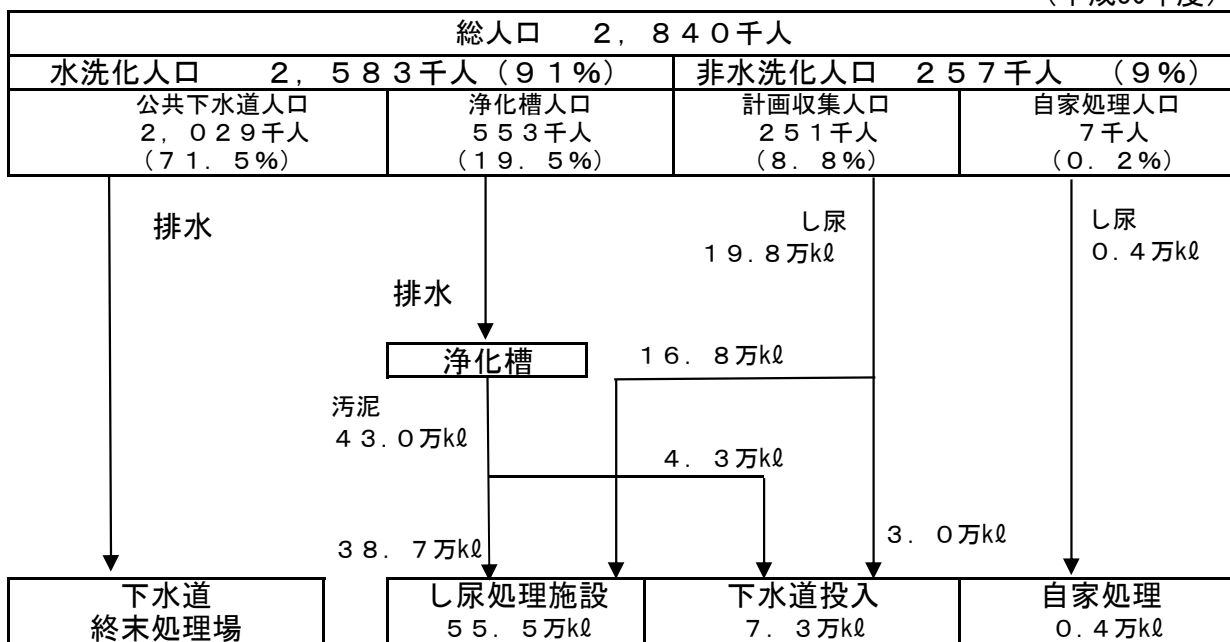 総人口　２，８４０千人
水洗化人口　２，５８３千人（９１％）
非水洗化人口　２５７千人　（９％）
公共下水道人口
２，０２９千人
（７１．５％）
浄化槽人口
５５３千人
（１９．５％）
計画収集人口
２５１千人
（８．８％）
自家処理人口
７千人
（０．２％）
排水
し尿
１９．８万㎘
し尿
０．４万㎘
排水
浄化槽
１６．８万㎘
汚泥
４３．０万㎘
４．３万㎘
３８．７万㎘
３．０万㎘
下水道
終末処理場
し尿処理施設
５５．５万㎘
下水道投入
７．３万㎘
自家処理
０．４万㎘